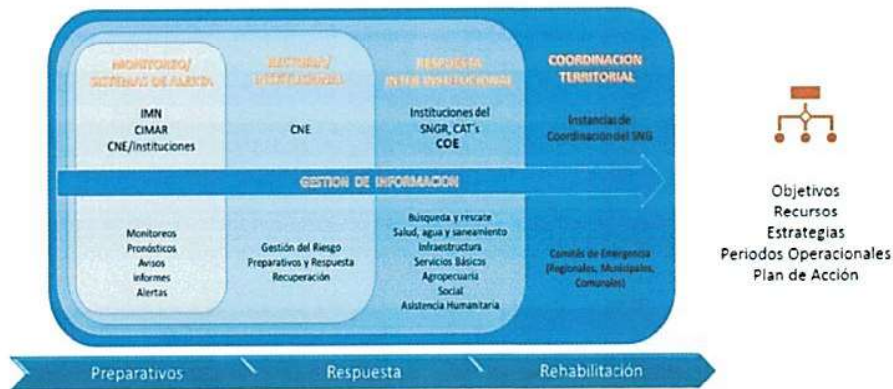 MONITOREO/
SISTEMAS DE ALERTA
IMN
CIMAR
CNE/Instituciones
RECTORIA/
INSTITUCIONAL
CNE
RESPUESTA
INTER INSTITUCIONAL
Instituciones del
SNGR, CAT´s
COE
COORDINACION
TERRITORIAL
Instancias de
Coordinación del SNG
GESTION DE INFORMACION
Monitoreos
Pronósticos
Avisos
Informes
Alertas
Gestión del Riesgo
Preparativos y Respuesta
Recuperación
Búsqueda y rescate
Salud, agua y saneamiento
Infraestructura
Servicios Básicos
Agropecuaria
Social
Asistencia Humanitaria
Comités de Emergencia
(Regionales, Municipales,
Comunales)
Objetivos
Recursos
Estrategias
Periodos Operacionales
Plan de Acción
Preparativos
Respuesta
Rehabilitación